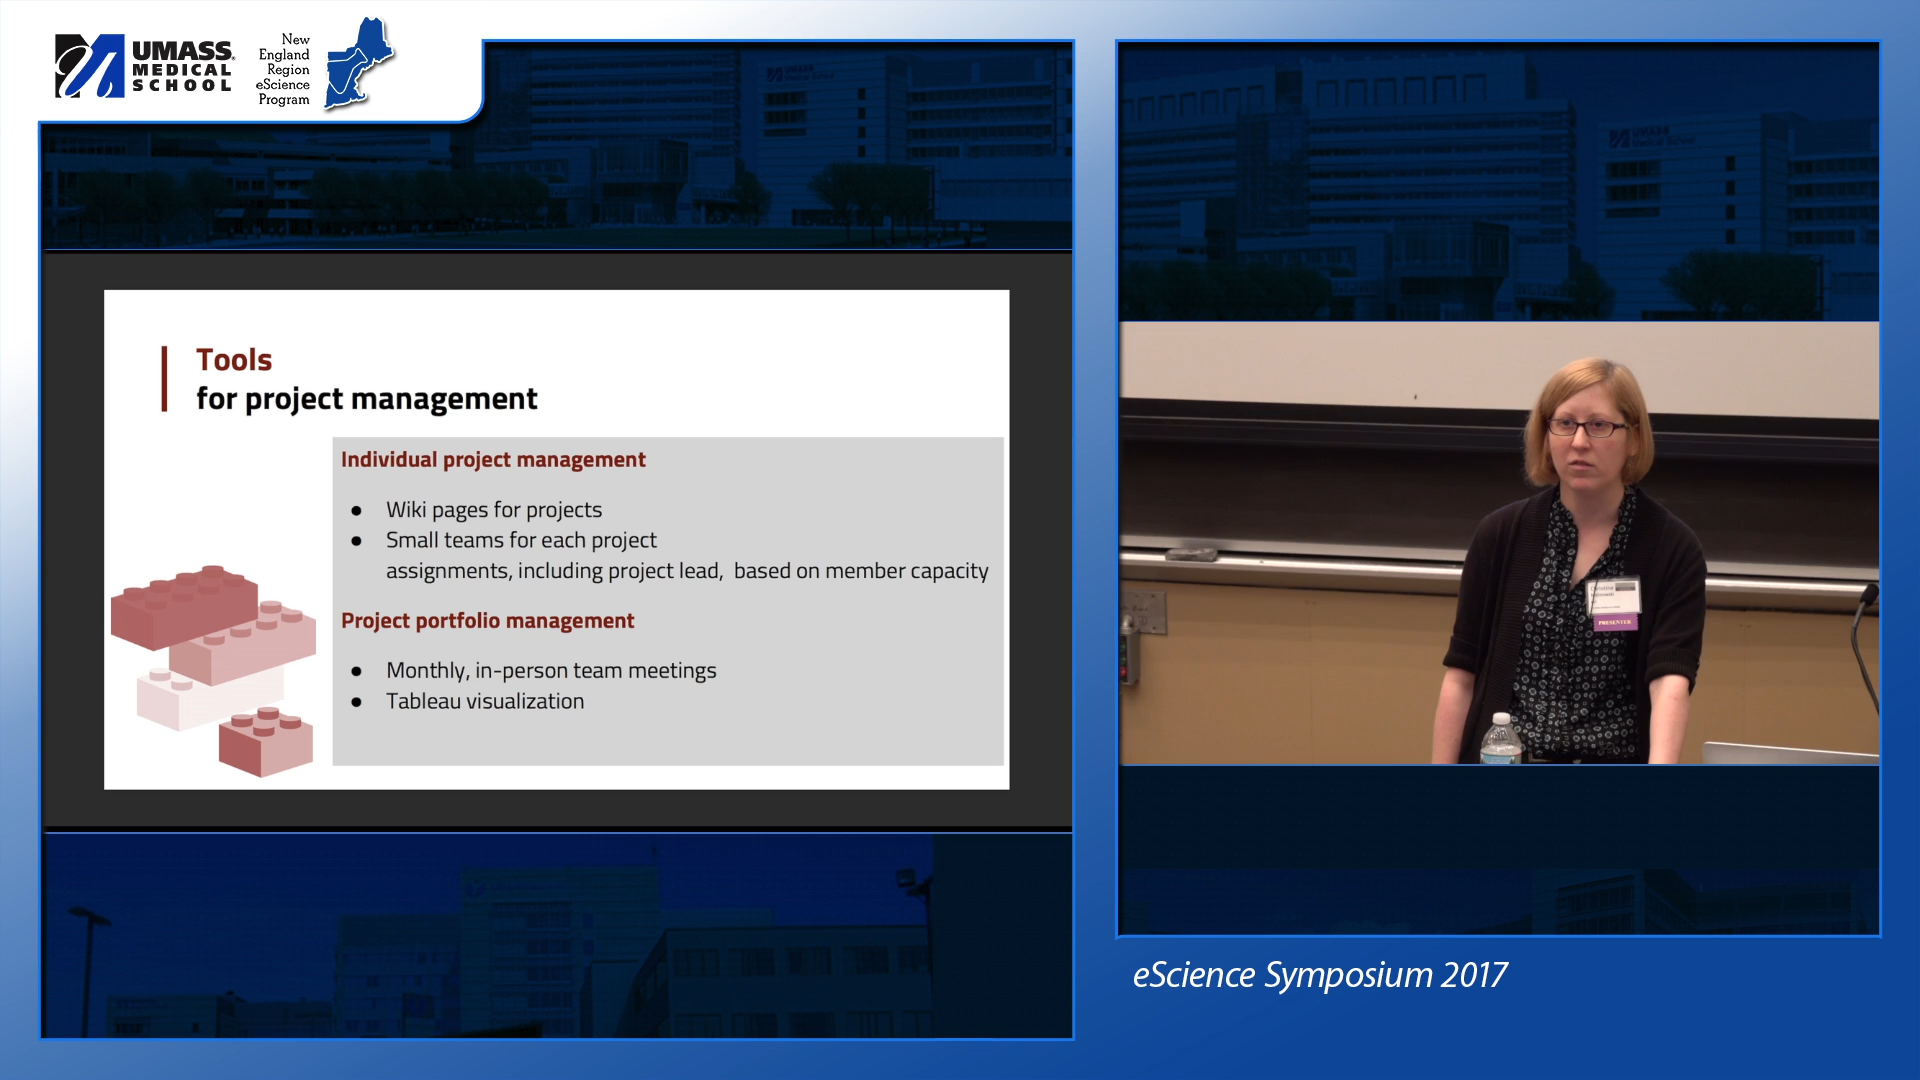 UMASS
MEDICAL
SCHOOL
New
England
Region
eScience
Program
Tools
for project management
Individual project management
● Wiki pages for projects
● Small teams for each project
assignments, including project lead, based on member capacity
Project portfolio management
● Monthly, in-person team meetings
● Tableau visualization
UMASS
Christina
PRESENTER
eScience Symposium 2017